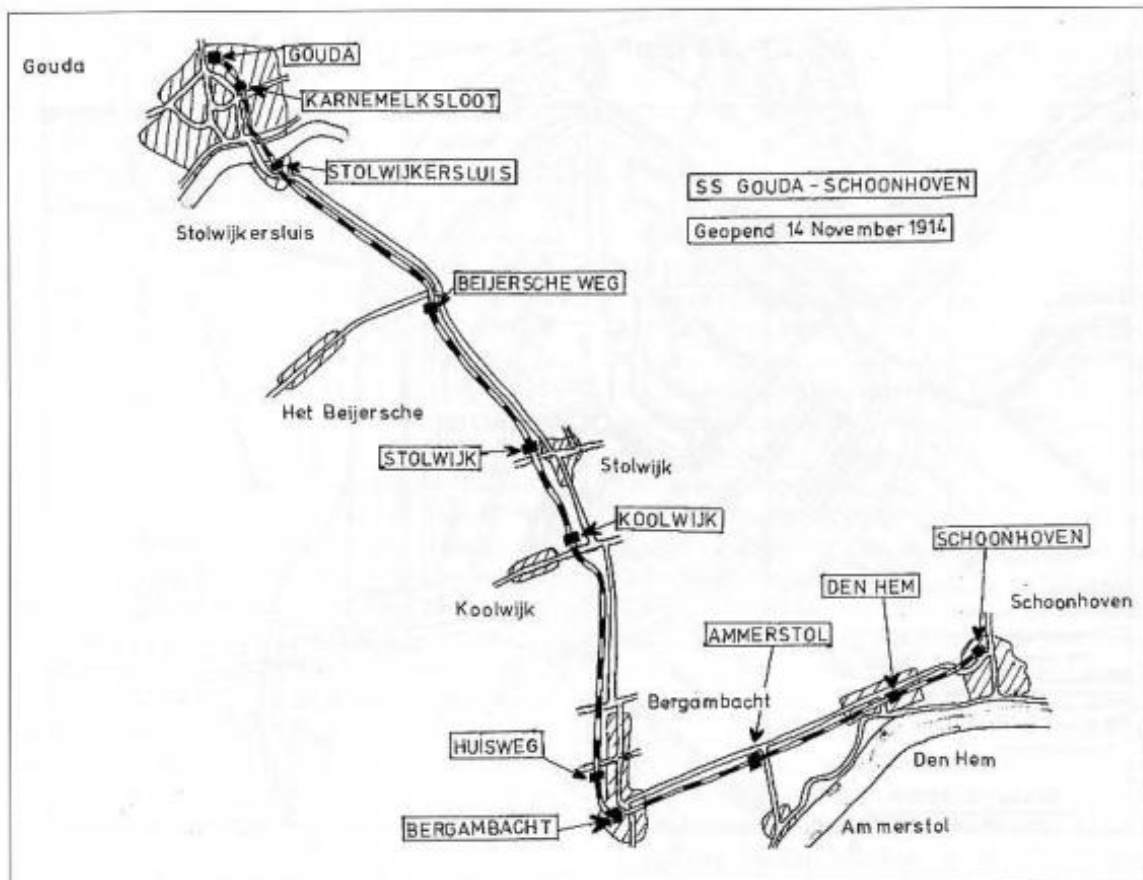 Gouda
GOUDA
KARNEMELKSLOOT
STOLWIJKERSLUIS
SS GOUDA - SCHOONHOVEN
Geopend 14 November 1914
Stolwijkersluis
BEIJERSCHE WEG
Het Beijersche
STOLWIJK
Stolwijk
KOOLWIJK
SCHOONHOVEN
DEN HEM
Koolwijk
Schoonhoven
AMMERSTOL
Bergambacht
HUISWEG
Den Hem
BERGAMBACHT
Ammerstol